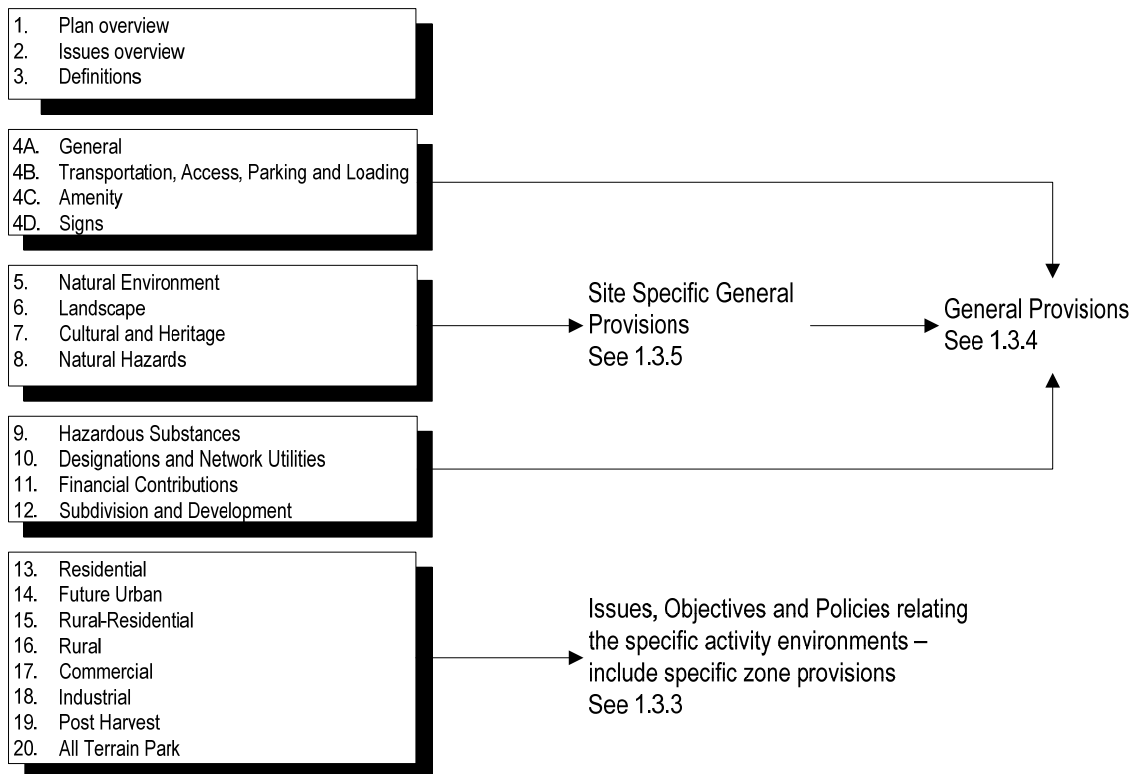 1. Plan overview
2. Issues overview
3. Definitions
4A. General
4B. Transportation, Access, Parking and Loading
4C. Amenity
4D. Signs
5. Natural Environment
6. Landscape
7. Cultural and Heritage
8. Natural Hazards
Site Specific General
Provisions
See 1.3.5
General Provisions
See 1.3.4
9. Hazardous Substances
10. Designations and Network Utilities
11. Financial Contributions
12. Subdivision and Development
13. Residential
14. Future Urban
15. Rural-Residential
16. Rural
17. Commercial
18. Industrial
19. Post Harvest
20. All Terrain Park
Issues, Objectives and Policies relating
the specific activity environments –
include specific zone provisions
See 1.3.3